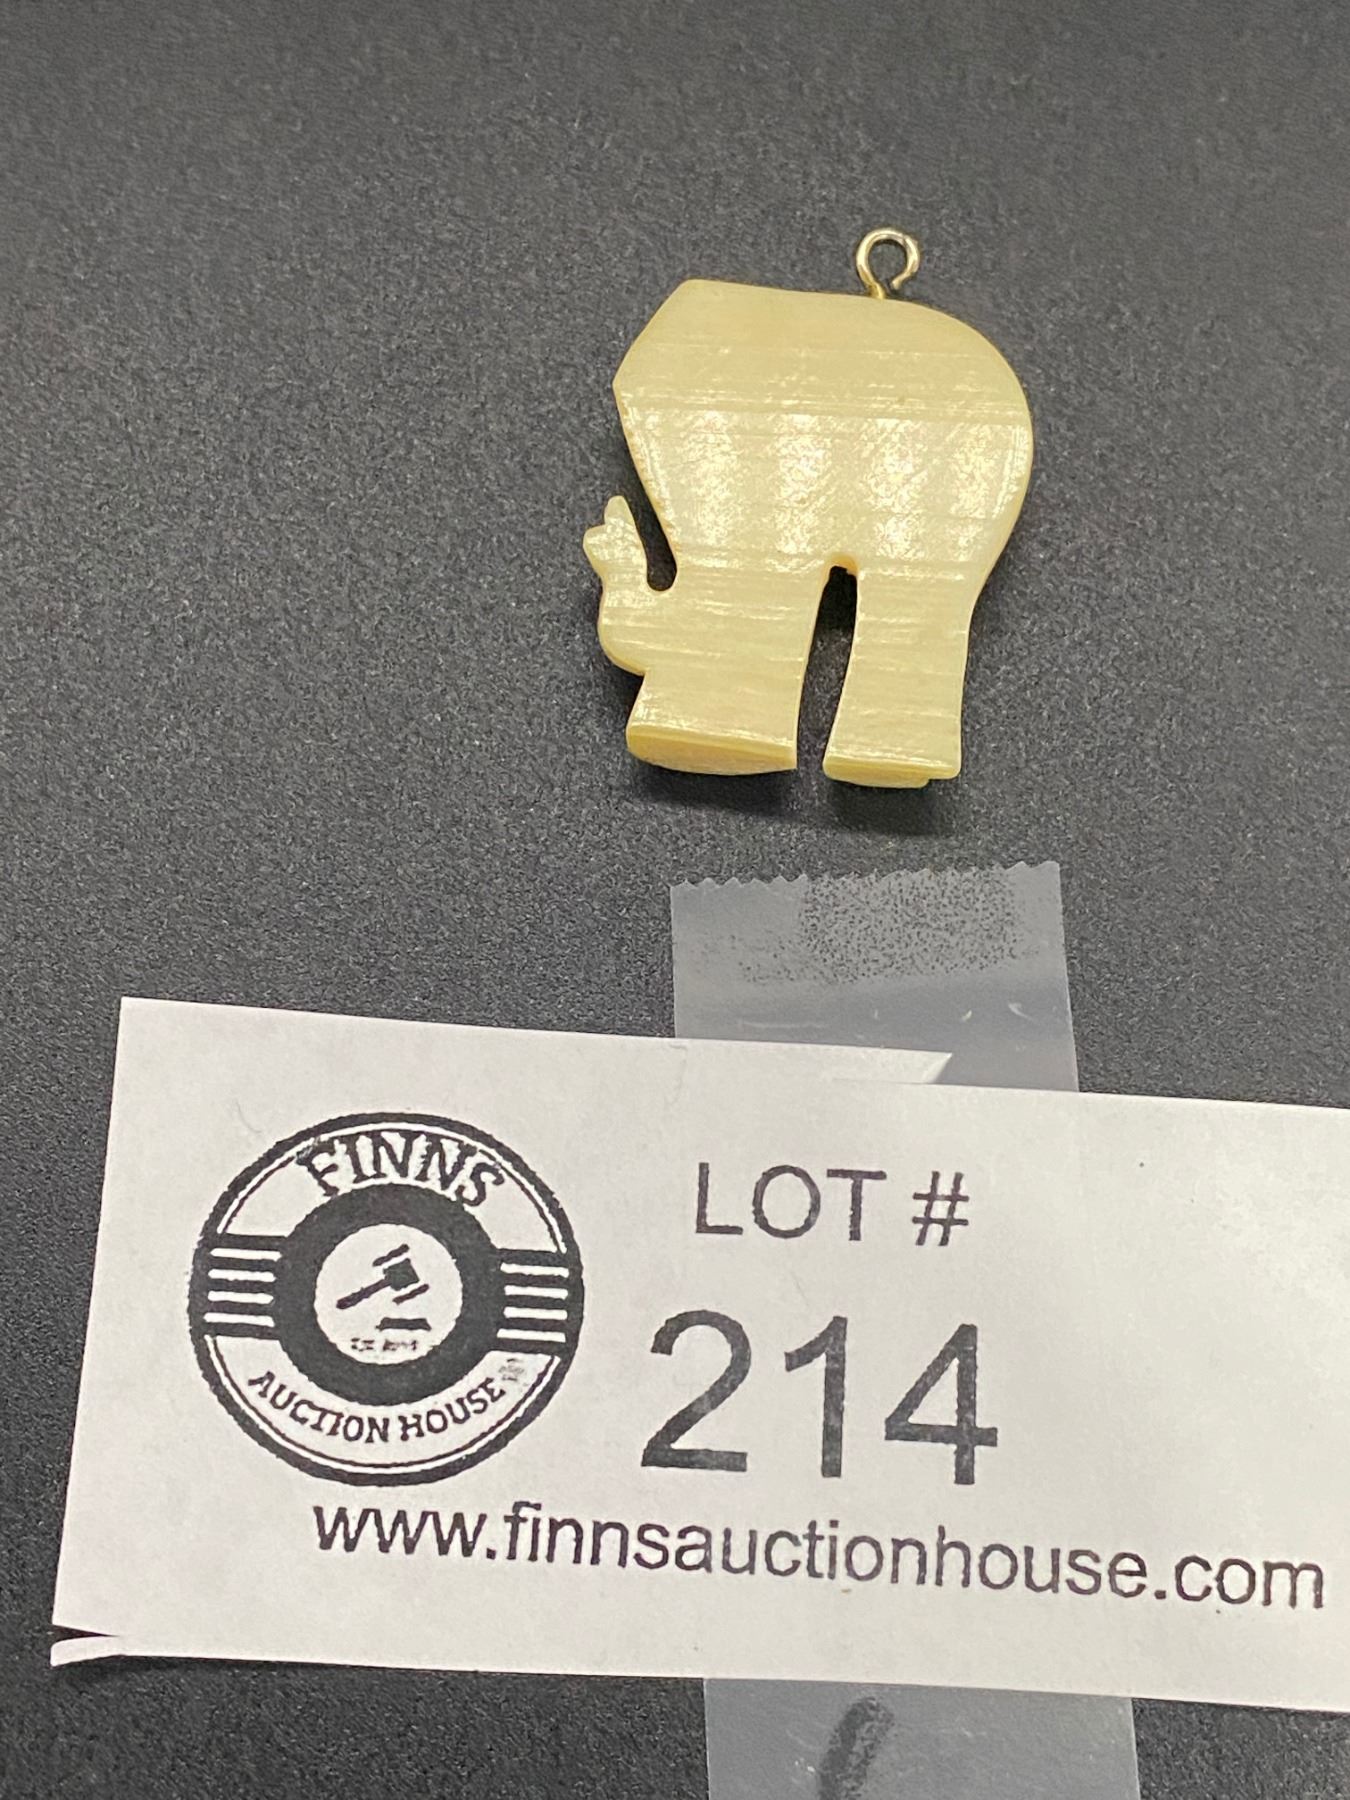 FINNS
AUCTION HOUSE
LOT #
214
www.finnsauctionhouse.com